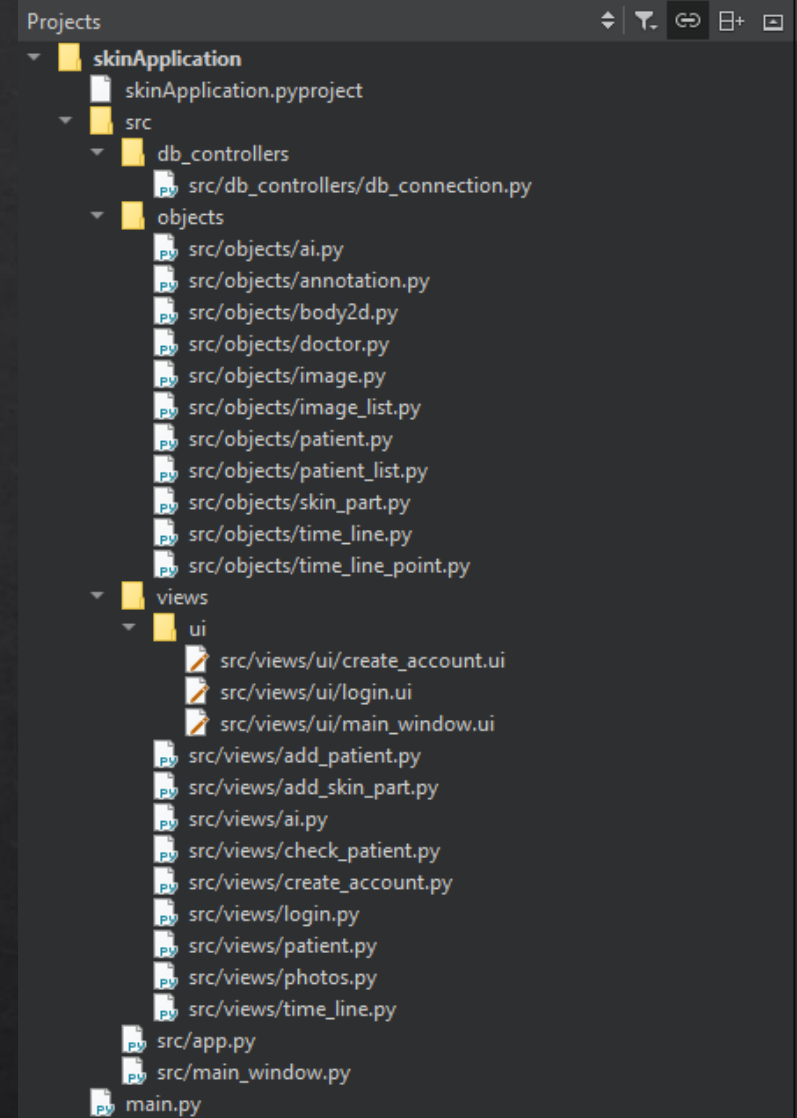 Projects
skinApplication
skinApplication.pyproject
src
db_controllers
src/db_controllers/db_connection.py
objects
src/objects/ai.py
src/objects/annotation.py
src/objects/body2d.py
src/objects/doctor.py
src/objects/image.py
src/objects/image_list.py
src/objects/patient.py
src/objects/patient_list.py
src/objects/skin_part.py
src/objects/time_line.py
src/objects/time_line_point.py
views
ui
src/views/ui/create_account.ui
src/views/ui/login.ui
src/views/ui/main_window.ui
src/views/add_patient.py
src/views/add_skin_part.py
src/views/ai.py
src/views/check_patient.py
src/views/create_account.py
src/views/login.py
src/views/patient.py
src/views/photos.py
src/views/time_line.py
src/app.py
src/main_window.py
main.py